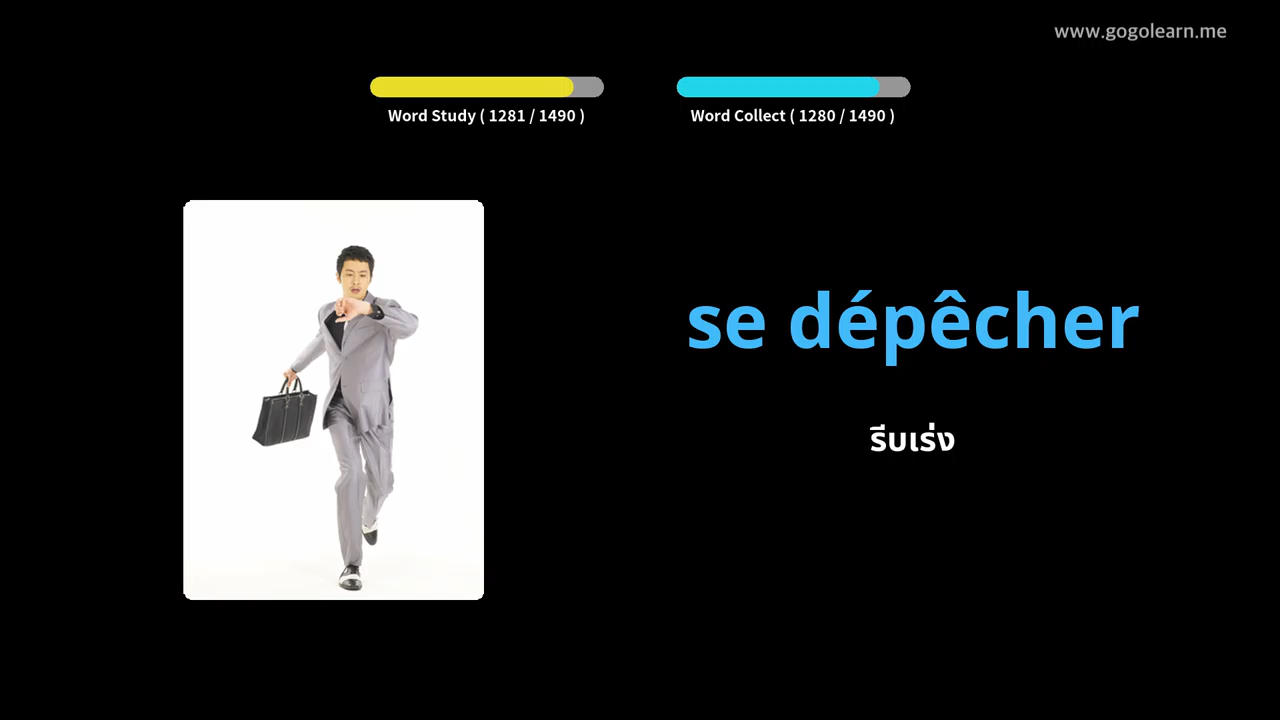 www.gogolearn.me
Word Study ( 1281 / 1490 )
Word Collect ( 1280 / 1490 )
se dépêcher
รีบเร่ง